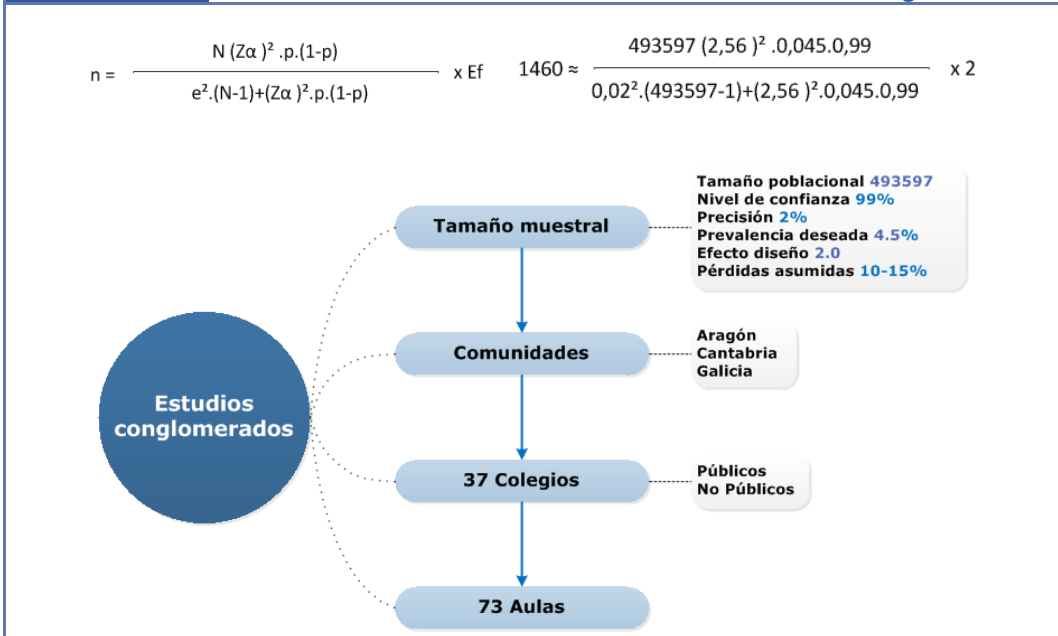 n = N (Zα )² .p.(1-p) / e².(N-1)+(Zα )².p.(1-p) x Ef
1460 ≈ 493597 (2,56 )² .0,045.0,99 / 0,02².(493597-1)+(2,56 )².0,045.0,99 x 2
Tamaño muestral
Tamaño poblacional 493597
Nivel de confianza 99%
Precisión 2%
Prevalencia deseada 4.5%
Efecto diseño 2.0
Pérdidas asumidas 10-15%
Comunidades
Aragón
Cantabria
Galicia
Estudios
conglomerados
37 Colegios
Públicos
No Públicos
73 Aulas